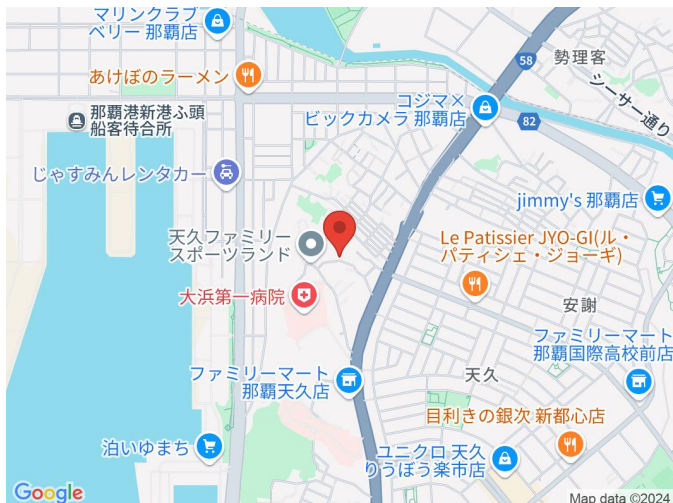 マリンクラブ
ベリー 那覇店
あけぼのラーメン
58
勢理客
シーサー通り
コジマ×
ビックカメラ 那覇店
82
那覇港新港ふ頭
船客待合所
じゃすみんレンタカー
jimmy's 那覇店
天久ファミリー
スポーツランド
Le Patissier JYO-GI(ル・
パティシェ・ジョーギ)
大浜第一病院
安謝
ファミリーマート
那覇国際高校前店
ファミリーマート
那覇天久店
天久
目利きの銀次 新都心店
泊いゆまち
ユニクロ 天久
りうぼう楽市店
Google
Map data ©2024